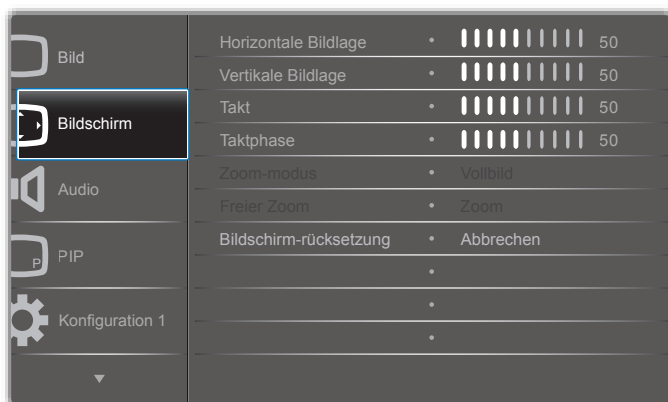 Bild
Bildschirm
Audio
P
PIP
Konfiguration 1
Horizontale Bildlage • 50
Vertikale Bildlage • 50
Takt • 50
Taktphase • 50
Zoom-modus • Vollbild
Freier Zoom • Zoom
Bildschirm-rücksetzung • Abbrechen